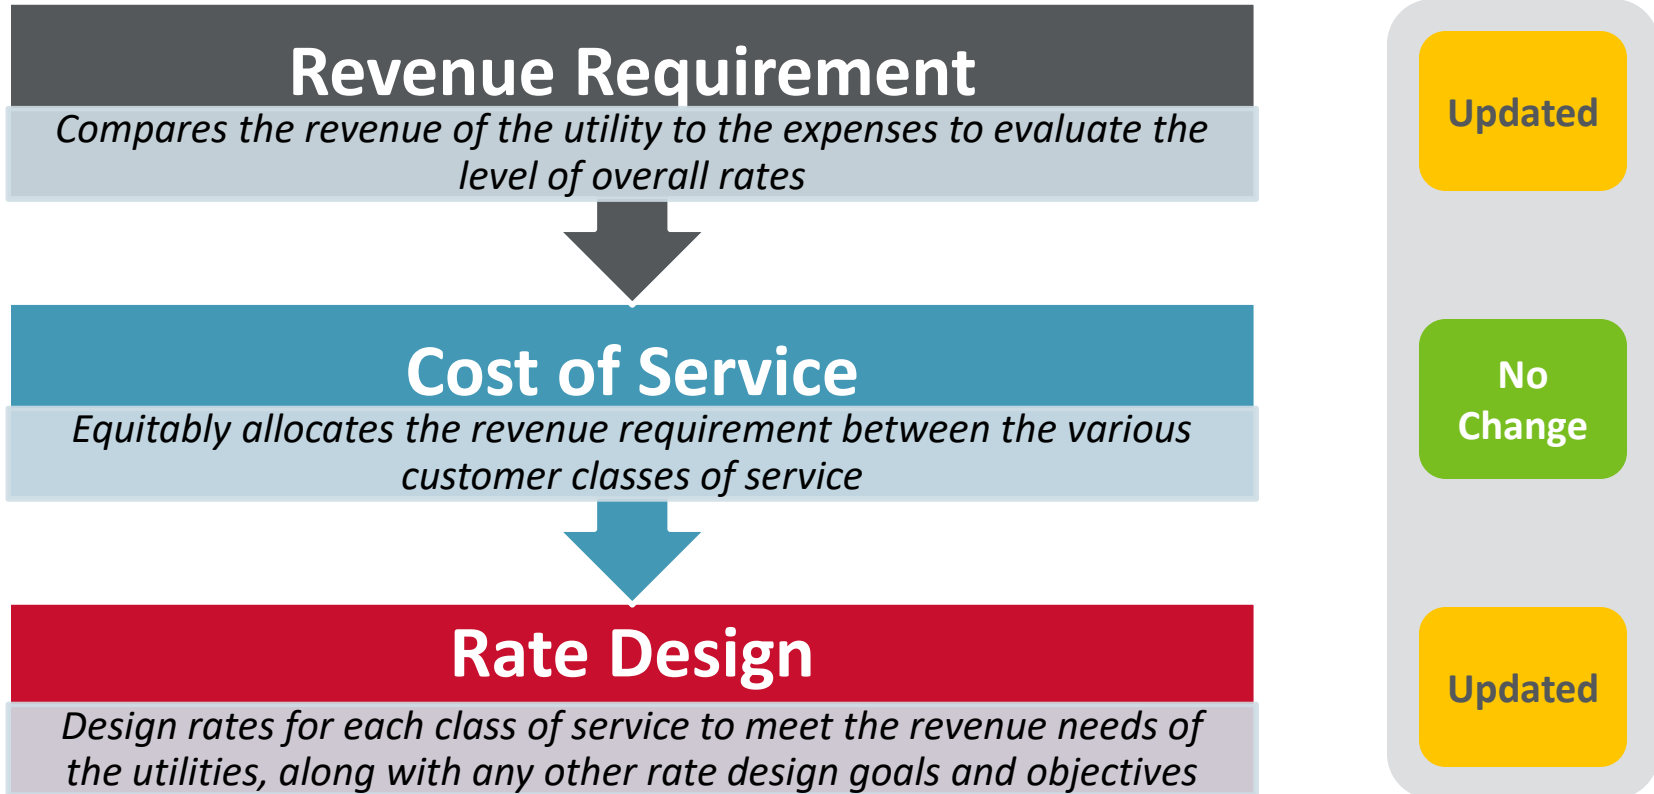 Revenue Requirement
Compares the revenue of the utility to the expenses to evaluate the
level of overall rates
Updated
Cost of Service
Equitably allocates the revenue requirement between the various
customer classes of service
No
Change
Rate Design
Design rates for each class of service to meet the revenue needs of
the utilities, along with any other rate design goals and objectives
Updated